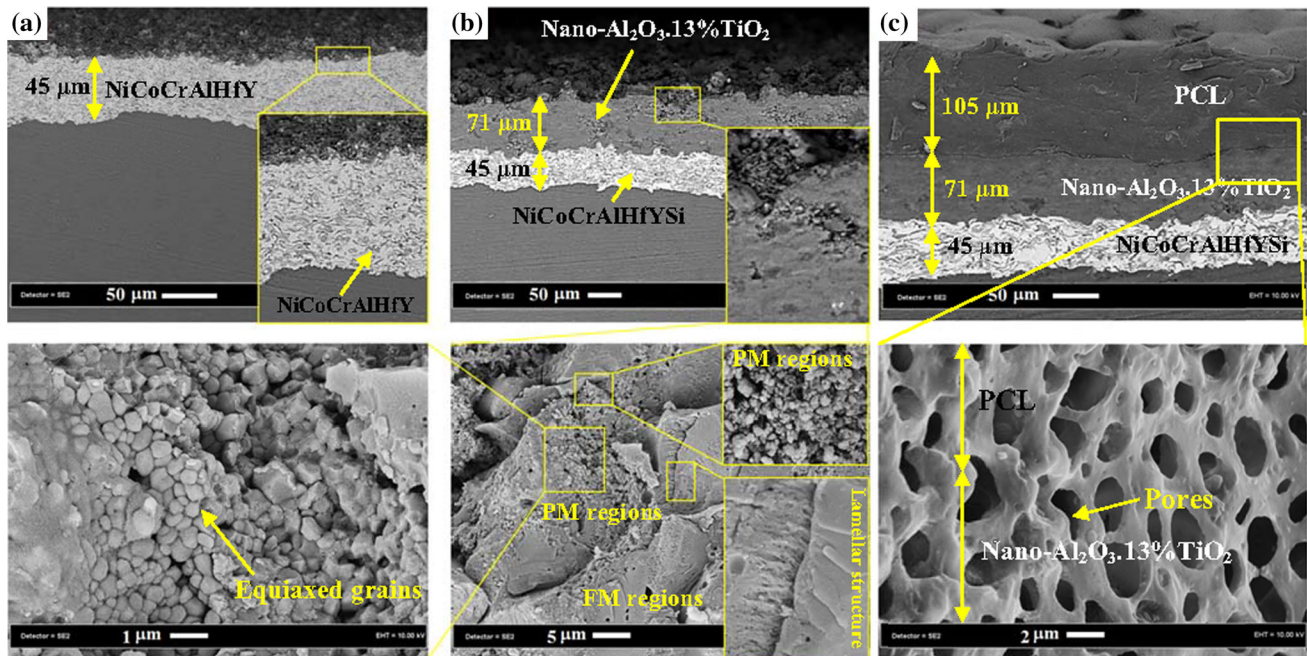 (a)
45 μm
NiCoCrAlHfY
NiCoCrAlHfY
Detector = SE2
50 μm
(b)
Nano-Al₂O₃.13%TiO₂
71 μm
45 μm
NiCoCrAlHfYSi
Detector = SE2
50 μm
(c)
PCL
105 μm
71 μm
Nano-Al₂O₃.13%TiO₂
45 μm
NiCoCrAlHfYSi
Detector = SE2
50 μm
EHT = 10.00 kV
Equiaxed grains
Detector = SE2
1 μm
EHT = 10.00 kV
PM regions
PM regions
FM regions
Lamellar structure
Detector = SE2
5 μm
PCL
Pores
Nano-Al₂O₃.13%TiO₂
Detector = SE2
2 μm
EHT = 10.00 kV